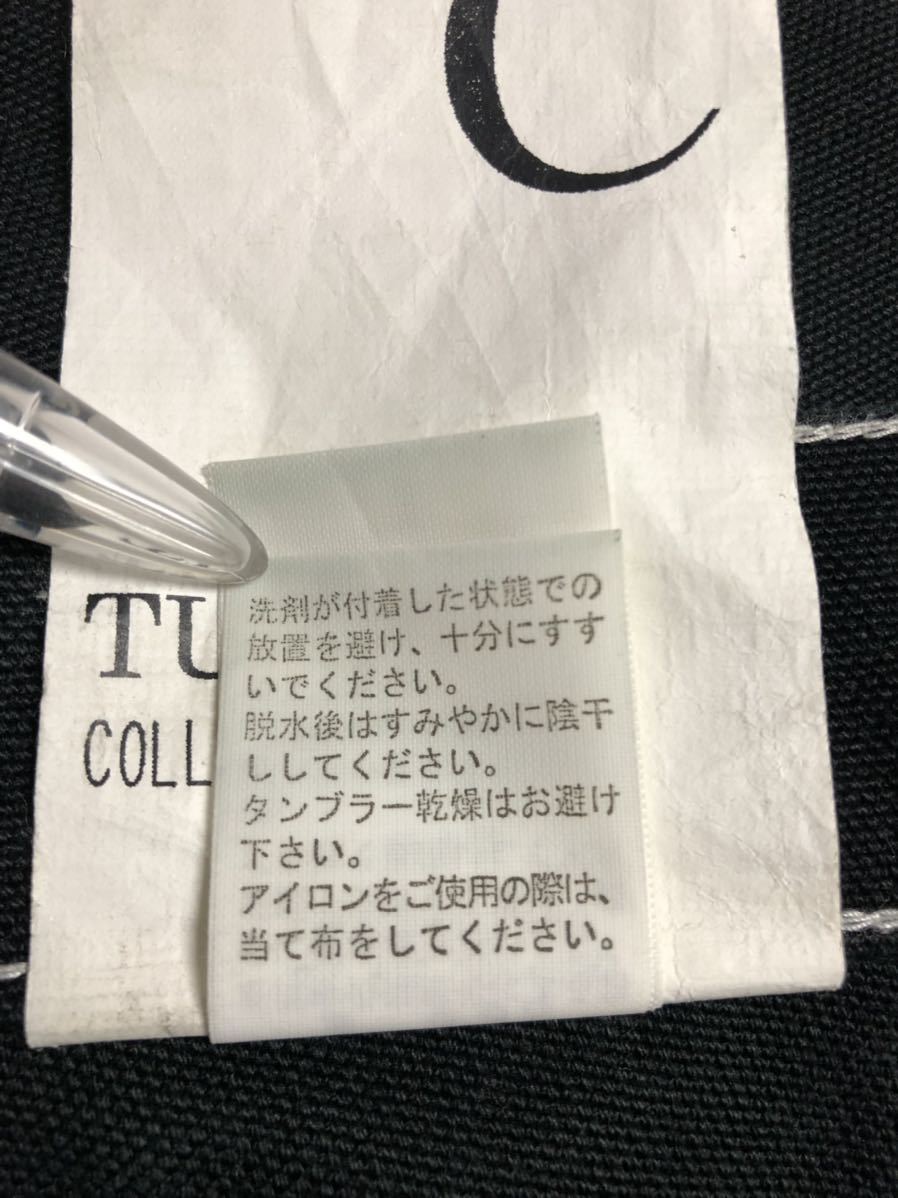 TU
COLL
洗剤が付着した状態での
放置を避け、十分にすす
いでください。
脱水後はすみやかに陰干
ししてください。
タンブラー乾燥はお避け
下さい。
アイロンをご使用の際は、
当て布をしてください。